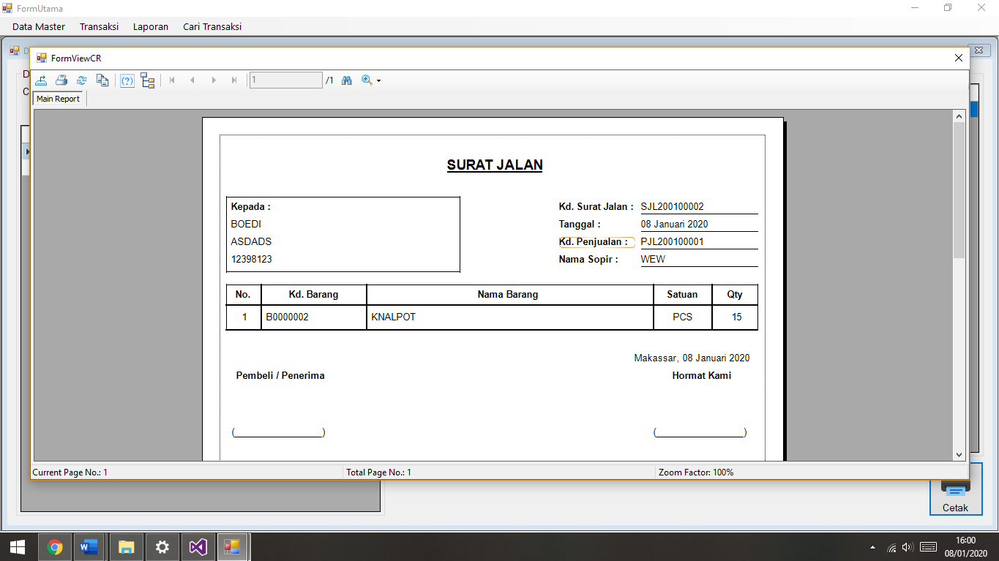 FormUtama
Data Master Transaksi Laporan Cari Transaksi
D
FormViewCR
D
C
1 /1
Main Report
SURAT JALAN
Kepada :
BOEDI
ASDADS
12398123
Kd. Surat Jalan : SJL200100002
Tanggal : 08 Januari 2020
Kd. Penjualan : PJL200100001
Nama Sopir : WEW
No. Kd. Barang Nama Barang Satuan Qty
1 B0000002 KNALPOT PCS 15
Makassar, 08 Januari 2020
Pembeli / Penerima Hormat Kami
(________________) (________________)
Current Page No.: 1 Total Page No.: 1 Zoom Factor: 100%
Cetak
16:00
08/01/2020